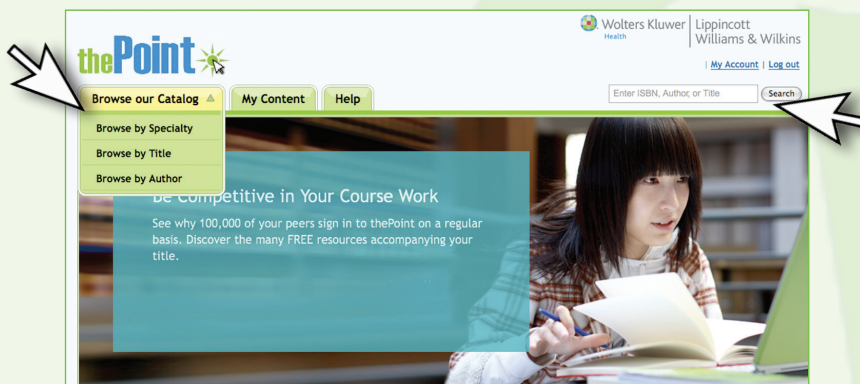 Wolters Kluwer
Health
Lippincott
Williams & Wilkins
thePoint
| My Account | Log out
Browse our Catalog
My Content
Help
Enter ISBN, Author, or Title
Search
Browse by Specialty
Browse by Title
Browse by Author
Be Competitive in Your Course Work
See why 100,000 of your peers sign in to thePoint on a regular
basis. Discover the many FREE resources accompanying your
title.